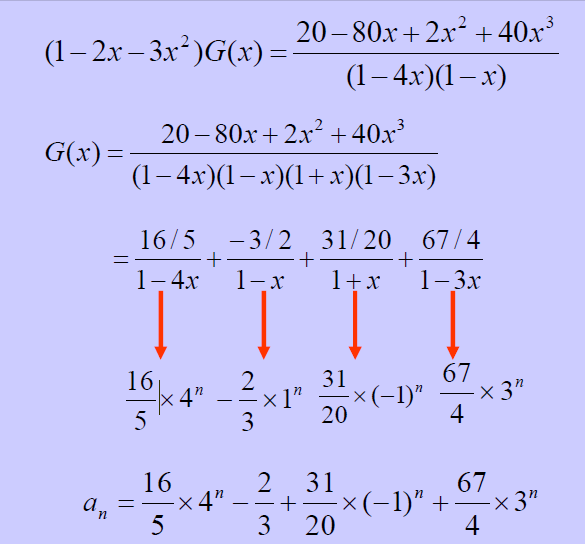 (1−2x−3x²)G(x) = (20−80x+2x²+40x³)/((1−4x)(1−x))
G(x) = (20−80x+2x²+40x³)/((1−4x)(1−x)(1+x)(1−3x))
= (16/5)/(1−4x) + (−3/2)/(1−x) + (31/20)/(1+x) + (67/4)/(1−3x)
16/5 × 4ⁿ − 2/3 × 1ⁿ 31/20 × (−1)ⁿ 67/4 × 3ⁿ
aₙ = 16/5 × 4ⁿ − 2/3 + 31/20 × (−1)ⁿ + 67/4 × 3ⁿ